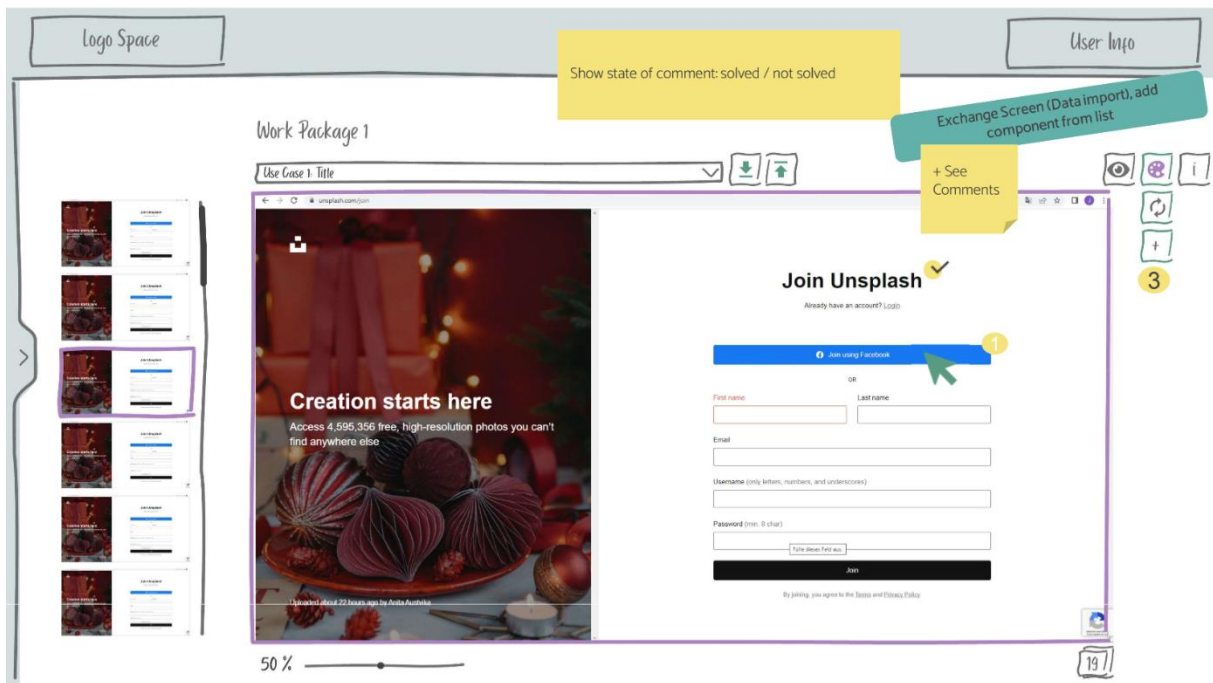 Logo Space
Show state of comment: solved / not solved
User Info
Exchange Screen (Data import), add
component from list
Work Package 1
Use Case 1: Title
+ See
Comments
i
unsplash.com/join
J
+
3
Join Unsplash
Already have an account? Login
1
Join using Facebook
OR
First name
Last name
Creation starts here
Access 4,595,356 free, high-resolution photos you can't
find anywhere else
Email
Username (only letters, numbers, and underscores)
Password (min. 8 char)
Fülle dieses Feld aus.
Join
By joining, you agree to the Terms and Privacy Policy.
Uploaded about 22 hours ago by Anita Austvika
50 %
19